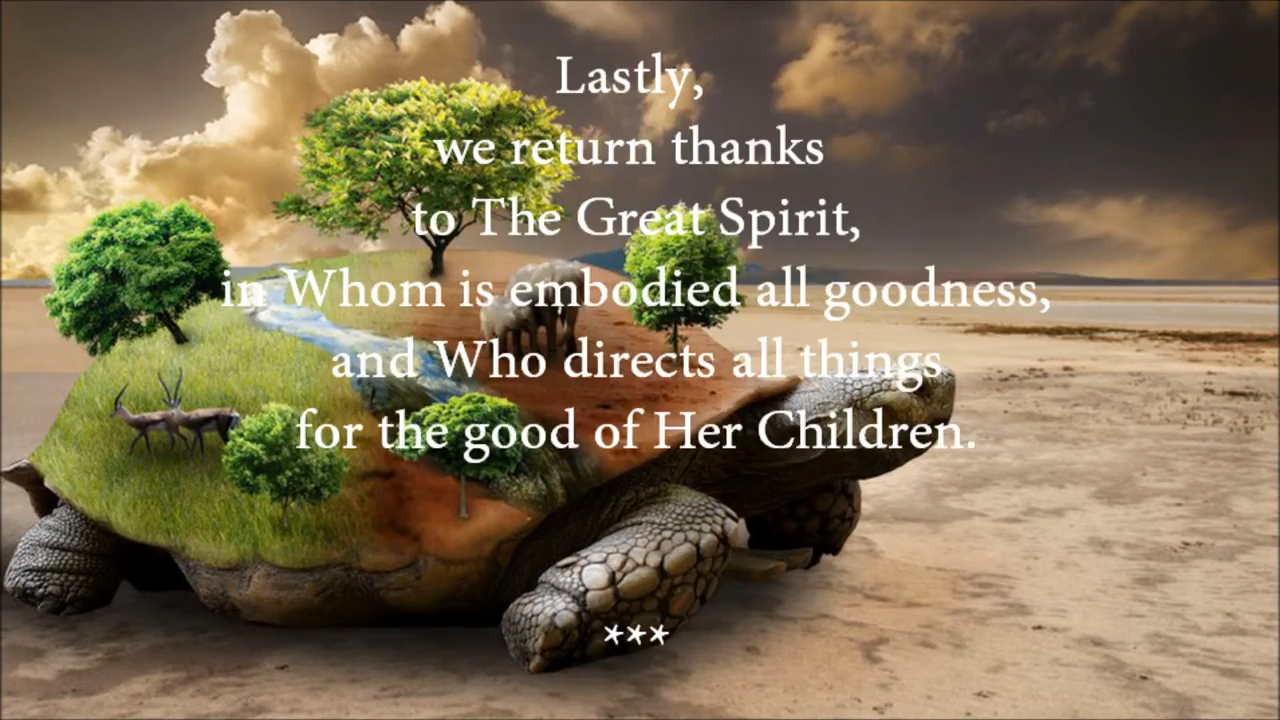 Lastly,
we return thanks
to The Great Spirit,
in Whom is embodied all goodness,
and Who directs all things
for the good of Her Children.
***